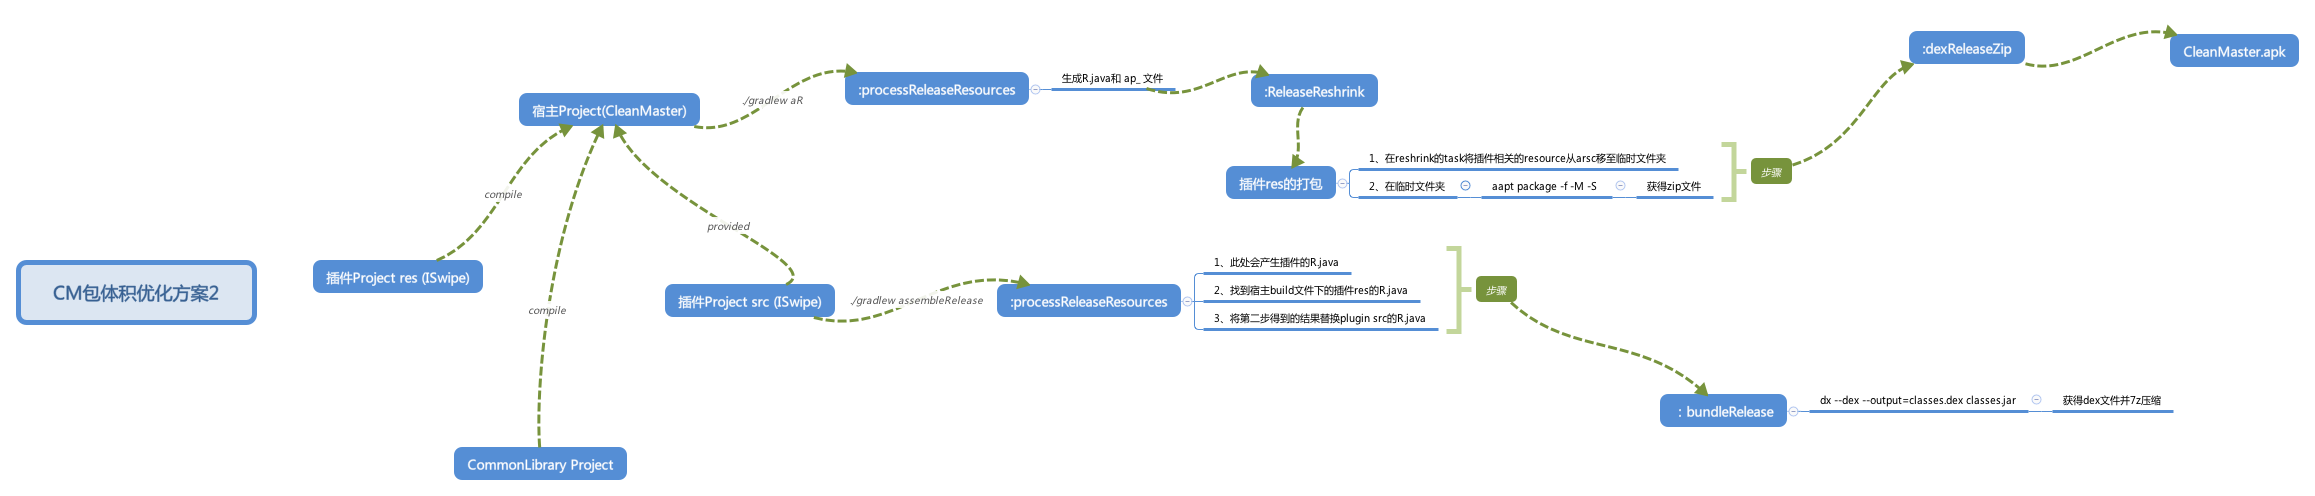 CM包体积优化方案2
插件Project res (ISwipe)
compile
宿主Project(CleanMaster)
compile
CommonLibrary Project
provided
插件Project src (ISwipe)
./gradlew aR
:processReleaseResources
生成R.java和 ap_ 文件
:ReleaseReshrink
插件res的打包
1、在reshrink的task将插件相关的resource从arsc移至临时文件夹
2、在临时文件夹
aapt package -f -M -S
获得zip文件
步骤
:dexReleaseZip
CleanMaster.apk
./gradlew assembleRelease
:processReleaseResources
1、此处会产生插件的R.java
2、找到宿主build文件下的插件res的R.java
3、将第二步得到的结果替换plugin src的R.java
步骤
: bundleRelease
dx --dex --output=classes.dex classes.jar
获得dex文件并7z压缩